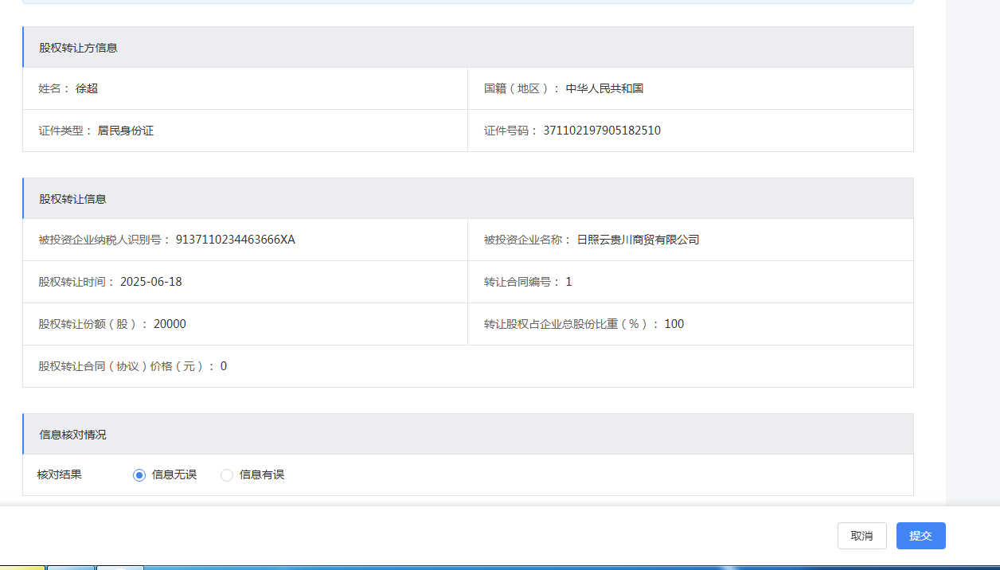 股权转让方信息
姓名： 徐超 国籍（地区）： 中华人民共和国
证件类型： 居民身份证 证件号码： 371102197905182510
股权转让信息
被投资企业纳税人识别号： 9137110234463666XA 被投资企业名称： 日照云贵川商贸有限公司
股权转让时间： 2025-06-18 转让合同编号： 1
股权转让份额（股）： 20000 转让股权占企业总股份比重（%）： 100
股权转让合同（协议）价格（元）： 0
信息核对情况
核对结果 信息无误 信息有误
取消 提交